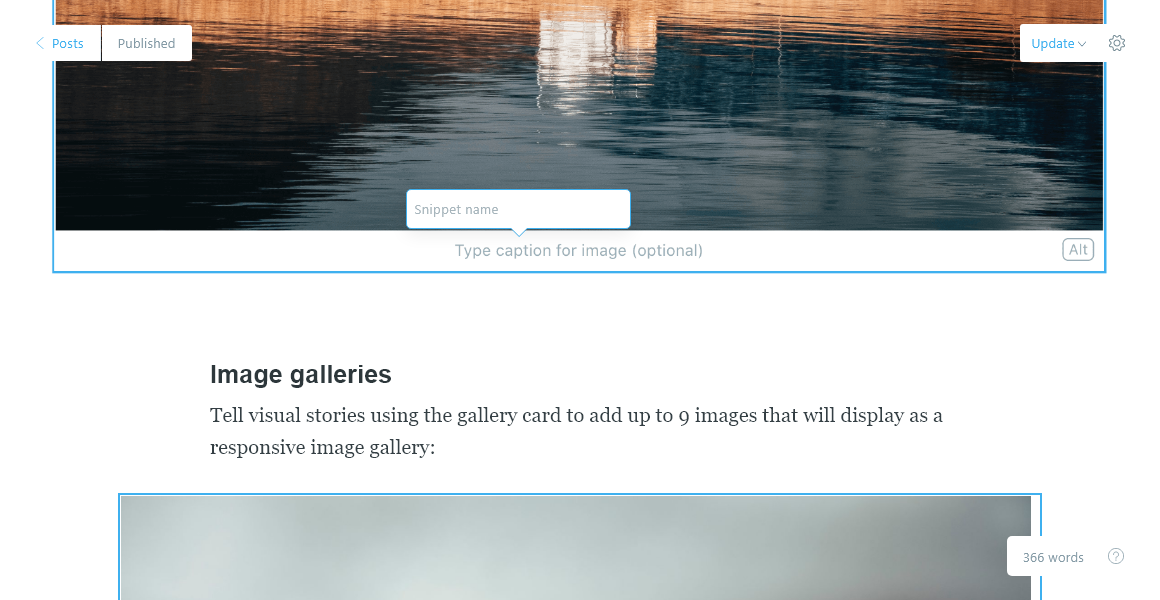 Posts
Published
Update
Snippet name
Type caption for image (optional)
Alt
Image galleries
Tell visual stories using the gallery card to add up to 9 images that will display as a
responsive image gallery:
366 words
?